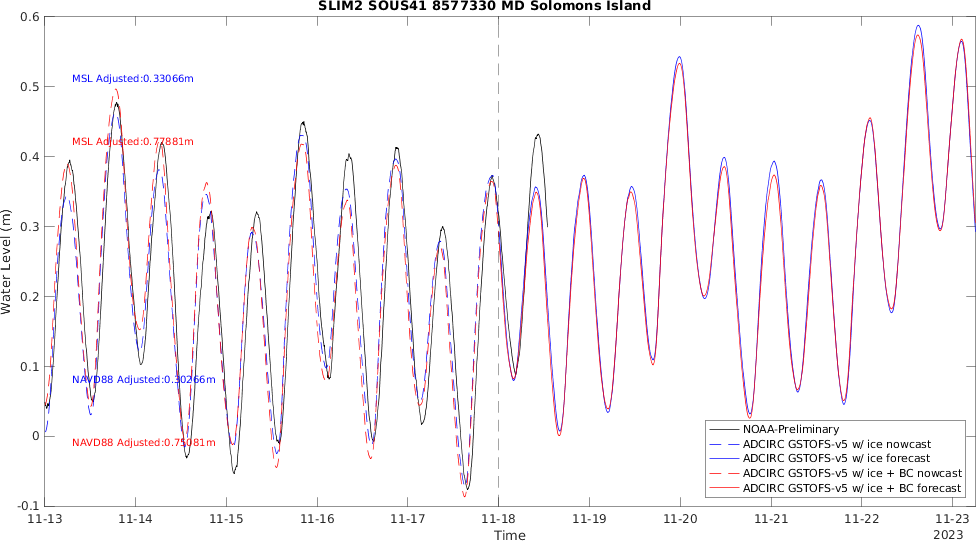 SLIM2 SOUS41 8577330 MD Solomons Island
Water Level (m)
0.6
0.5
0.4
0.3
0.2
0.1
0
-0.1
MSL Adjusted:0.33066m
MSL Adjusted:0.77881m
NAVD88 Adjusted:0.30266m
NAVD88 Adjusted:0.75081m
NOAA-Preliminary
ADCIRC GSTOFS-v5 w/ ice nowcast
ADCIRC GSTOFS-v5 w/ ice forecast
ADCIRC GSTOFS-v5 w/ ice + BC nowcast
ADCIRC GSTOFS-v5 w/ ice + BC forecast
11-13 11-14 11-15 11-16 11-17 11-18 11-19 11-20 11-21 11-22 11-23
Time
2023